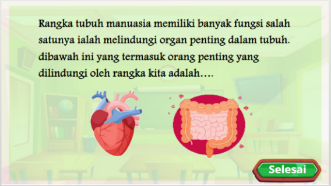 Rangka tubuh manuasia memiliki banyak fungsi salah
satunya ialah melindungi organ penting dalam tubuh.
dibawah ini yang termasuk orang penting yang
dilindungi oleh rangka kita adalah....
Selesai